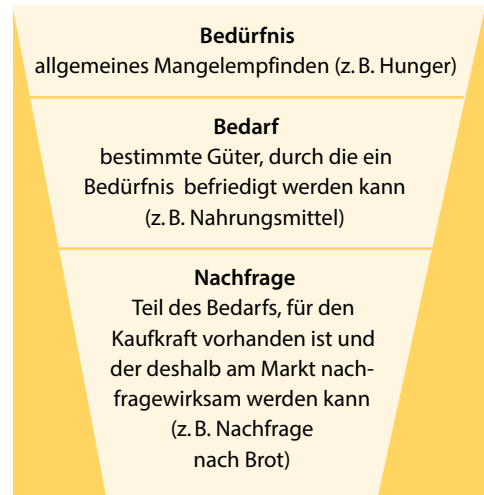 Bedürfnis
allgemeines Mangelempfinden (z. B. Hunger)
Bedarf
bestimmte Güter, durch die ein
Bedürfnis befriedigt werden kann
(z. B. Nahrungsmittel)
Nachfrage
Teil des Bedarfs, für den
Kaufkraft vorhanden ist und
der deshalb am Markt nach-
fragewirksam werden kann
(z. B. Nachfrage
nach Brot)